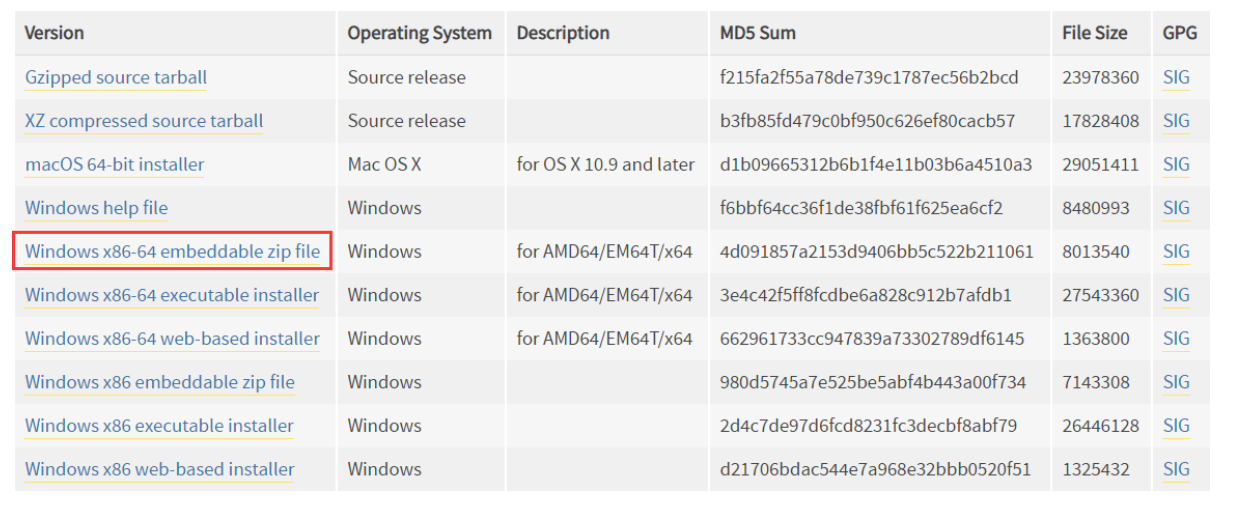 Version Operating System Description MD5 Sum File Size GPG
Gzipped source tarball Source release f215fa2f55a78de739c1787ec56b2bcd 23978360 SIG
XZ compressed source tarball Source release b3fb85fd479c0bf950c626ef80cacb57 17828408 SIG
macOS 64-bit installer Mac OS X for OS X 10.9 and later d1b09665312b6b1f4e11b03b6a4510a3 29051411 SIG
Windows help file Windows f6bbf64cc36f1de38fbf61f625ea6cf2 8480993 SIG
Windows x86-64 embeddable zip file Windows for AMD64/EM64T/x64 4d091857a2153d9406bb5c522b211061 8013540 SIG
Windows x86-64 executable installer Windows for AMD64/EM64T/x64 3e4c42f5ff8fcdbe6a828c912b7afdb1 27543360 SIG
Windows x86-64 web-based installer Windows for AMD64/EM64T/x64 662961733cc947839a73302789df6145 1363800 SIG
Windows x86 embeddable zip file Windows 980d5745a7e525be5abf4b443a00f734 7143308 SIG
Windows x86 executable installer Windows 2d4c7de97d6fcd8231fc3decbf8abf79 26446128 SIG
Windows x86 web-based installer Windows d21706bdac544e7a968e32bbb0520f51 1325432 SIG